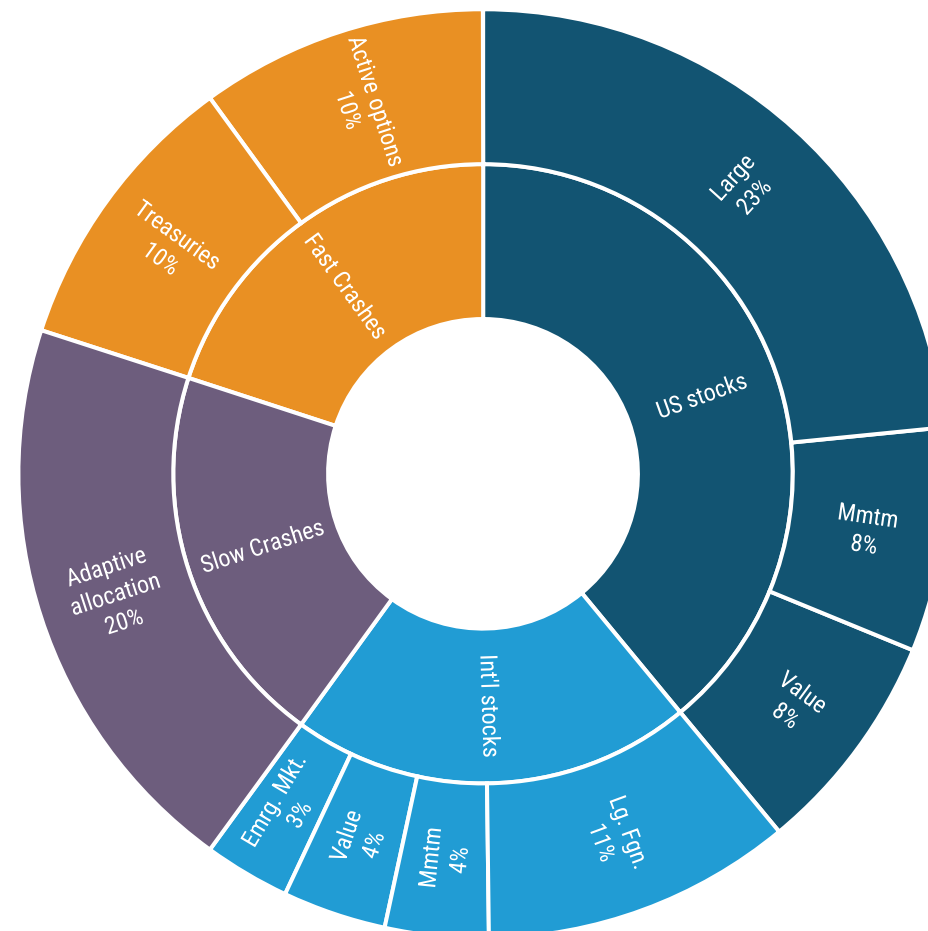 US stocks
Large
23%
Mmtm
8%
Value
8%
Int'l stocks
Lg. Fgn.
11%
Mmtm
4%
Value
4%
Emrg. Mkt.
3%
Slow Crashes
Adaptive
allocation
20%
Fast Crashes
Treasuries
10%
Active options
10%